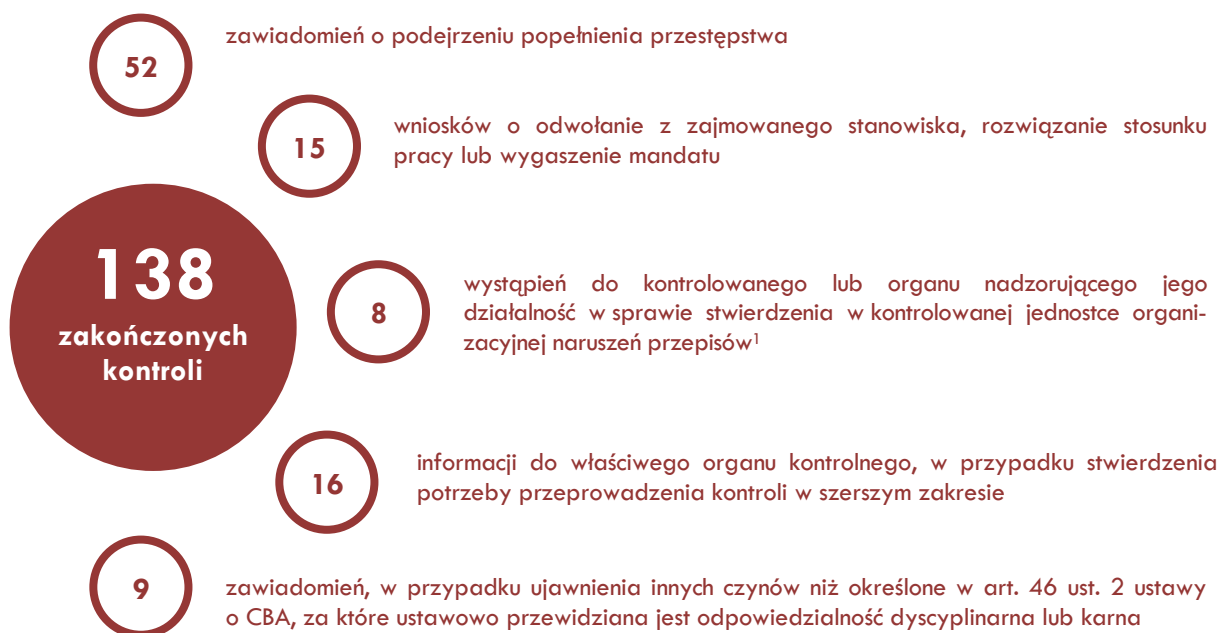 52
zawiadomień o podejrzeniu popełnienia przestępstwa
15
wniosków o odwołanie z zajmowanego stanowiska, rozwiązanie stosunku
pracy lub wygaszenie mandatu
138
zakończonych
kontroli
8
wystąpień do kontrolowanego lub organu nadzorującego jego
działalność w sprawie stwierdzenia w kontrolowanej jednostce organi-
zacyjnej naruszeń przepisów¹
16
informacji do właściwego organu kontrolnego, w przypadku stwierdzenia
potrzeby przeprowadzenia kontroli w szerszym zakresie
9
zawiadomień, w przypadku ujawnienia innych czynów niż określone w art. 46 ust. 2 ustawy
o CBA, za które ustawowo przewidziana jest odpowiedzialność dyscyplinarna lub karna